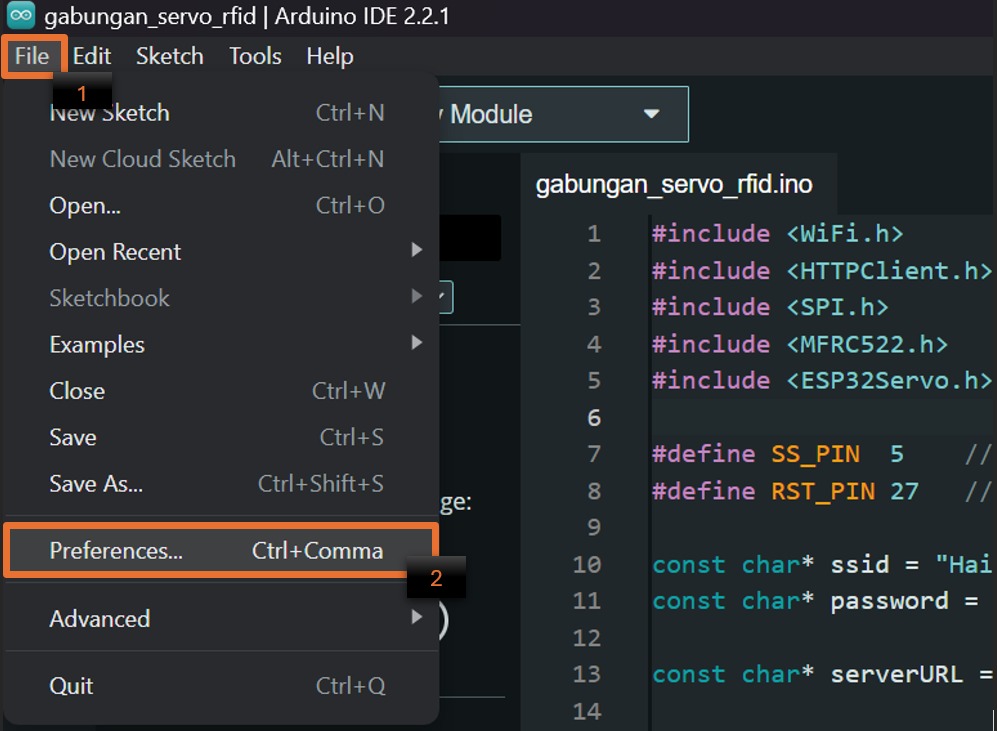 gabungan_servo_rfid | Arduino IDE 2.2.1
File Edit Sketch Tools Help
1
New Sketch Ctrl+N
New Cloud Sketch Alt+Ctrl+N
Open... Ctrl+O
Open Recent
Sketchbook
Examples
Close Ctrl+W
Save Ctrl+S
Save As... Ctrl+Shift+S
Preferences... Ctrl+Comma
2
Advanced
Quit Ctrl+Q
Module
ge:
gabungan_servo_rfid.ino
1 #include <WiFi.h>
2 #include <HTTPClient.h>
3 #include <SPI.h>
4 #include <MFRC522.h>
5 #include <ESP32Servo.h>
6
7 #define SS_PIN 5 //
8 #define RST_PIN 27 //
9
10 const char* ssid = "Hai
11 const char* password =
12
13 const char* serverURL =
14